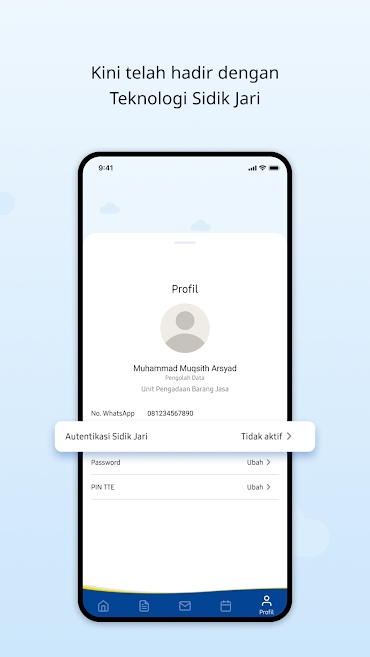 Kini telah hadir dengan
Teknologi Sidik Jari
9:41
Profil
Muhammad Muqsith Arsyad
Pengolah Data
Unit Pengadaan Barang Jasa
No. WhatsApp 081234567890
Autentikasi Sidik Jari Tidak aktif
Password Ubah
PIN TTE Ubah
Profil